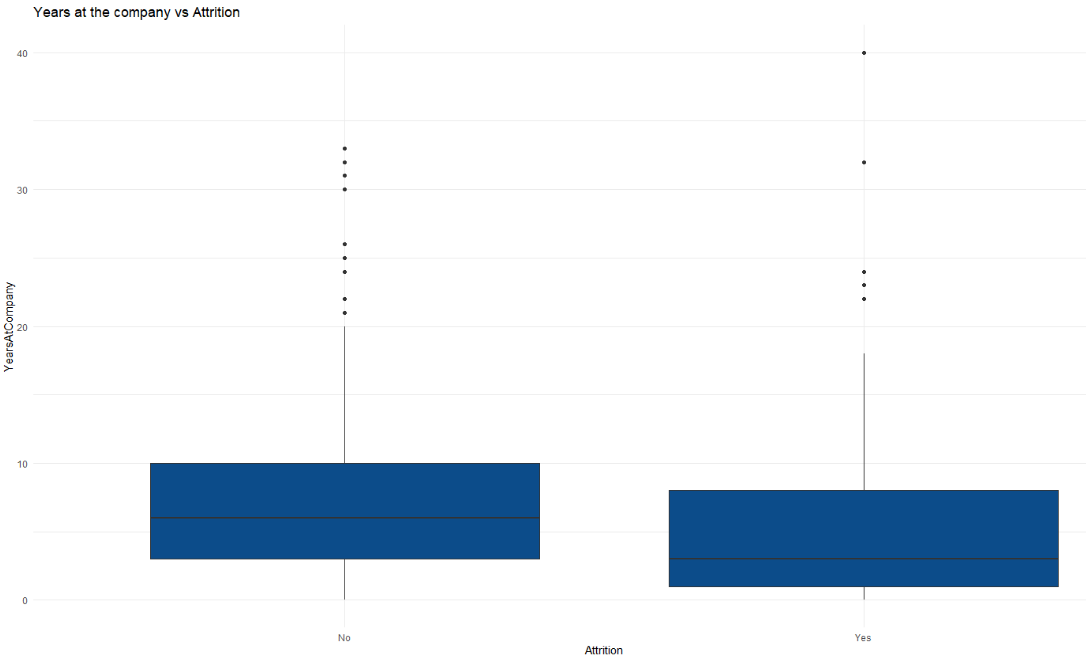 Years at the company vs Attrition
40
30
20
10
0
YearsAtCompany
No
Yes
Attrition